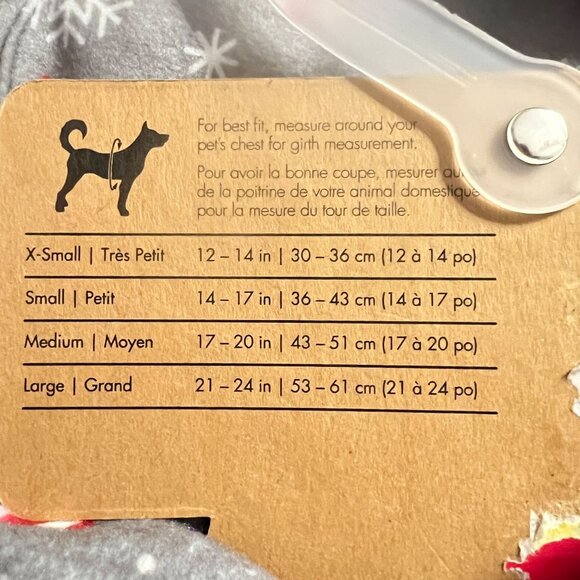 For best fit, measure around your
pet's chest for girth measurement.
Pour avoir la bonne coupe, mesurer
de la poitrine de votre animal domestique
pour la mesure du tour de taille.
X-Small | Très Petit 12 – 14 in | 30 – 36 cm (12 à 14 po)
Small | Petit 14 – 17 in | 36 – 43 cm (14 à 17 po)
Medium | Moyen 17 – 20 in | 43 – 51 cm (17 à 20 po)
Large | Grand 21 – 24 in | 53 – 61 cm (21 à 24 po)